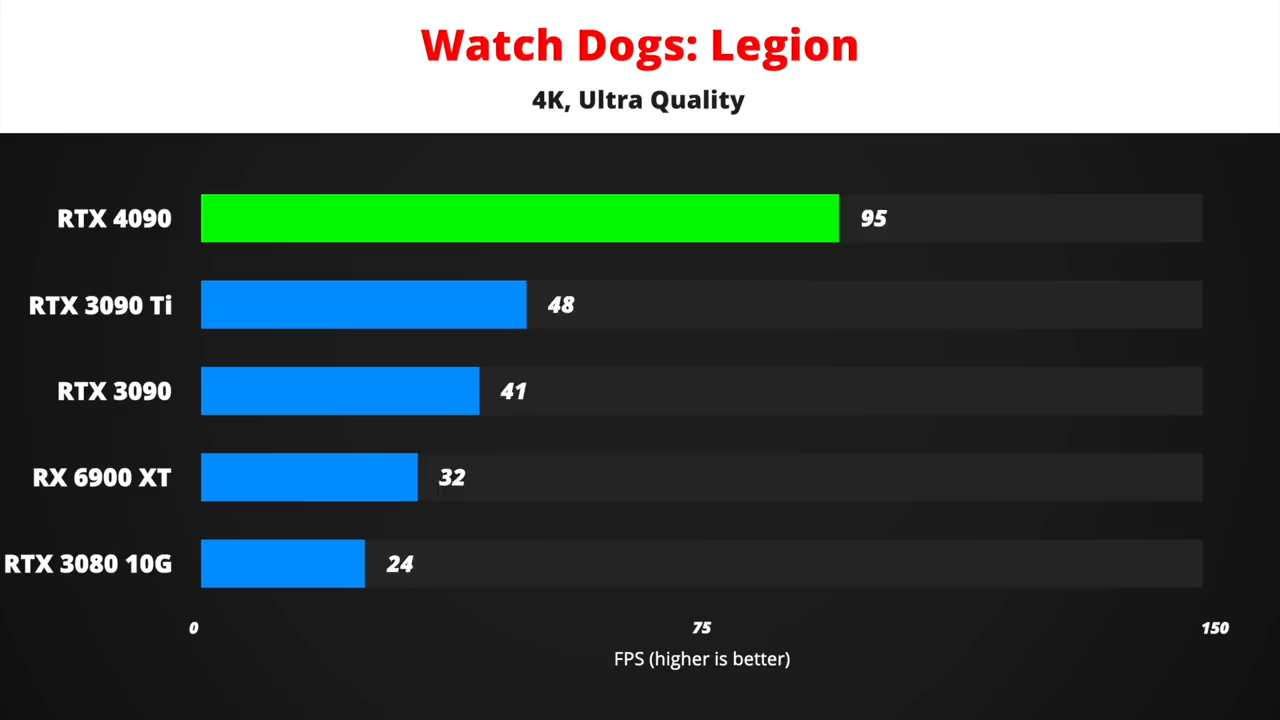 Watch Dogs: Legion
4K, Ultra Quality
RTX 4090 95
RTX 3090 Ti 48
RTX 3090 41
RX 6900 XT 32
RTX 3080 10G 24
0 75 150
FPS (higher is better)